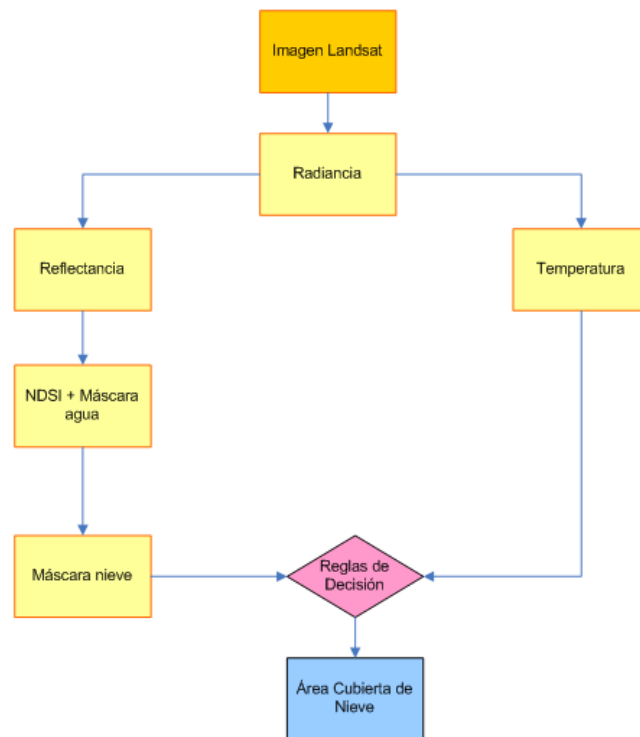 Imagen Landsat
Radiancia
Reflectancia
Temperatura
NDSI + Máscara
agua
Máscara nieve
Reglas de
Decisión
Área Cubierta de
Nieve